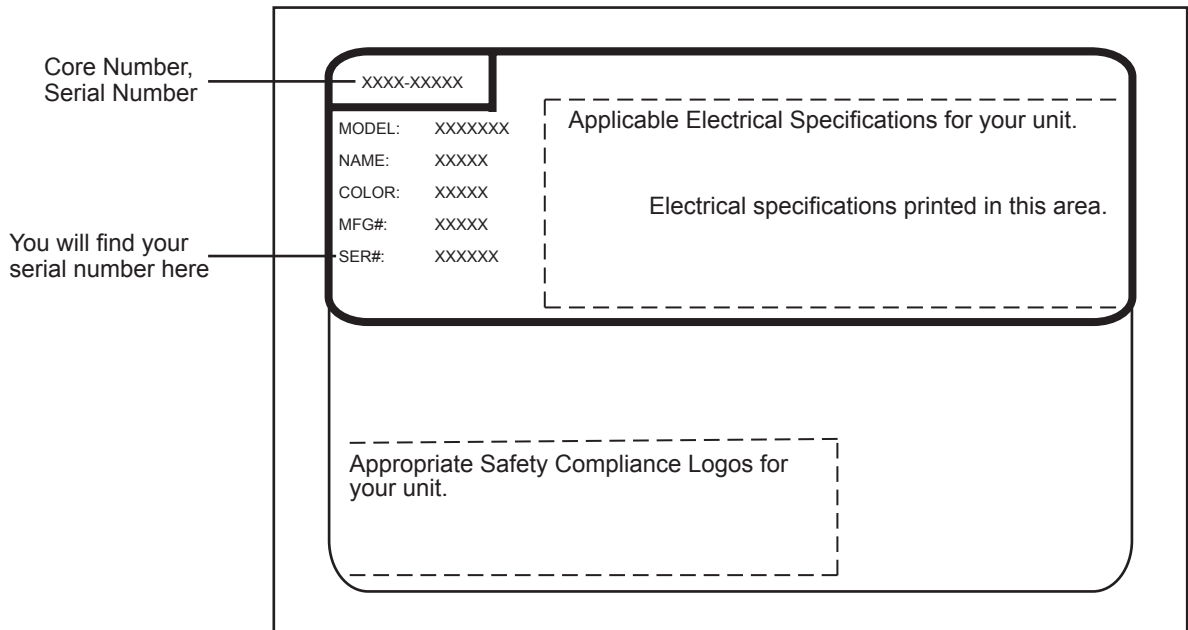 Core Number,
Serial Number
XXXX-XXXXX
MODEL: XXXXXXX
NAME: XXXXX
COLOR: XXXXX
MFG#: XXXXX
SER#: XXXXXX
You will find your
serial number here
Applicable Electrical Specifications for your unit.
Electrical specifications printed in this area.
Appropriate Safety Compliance Logos for
your unit.